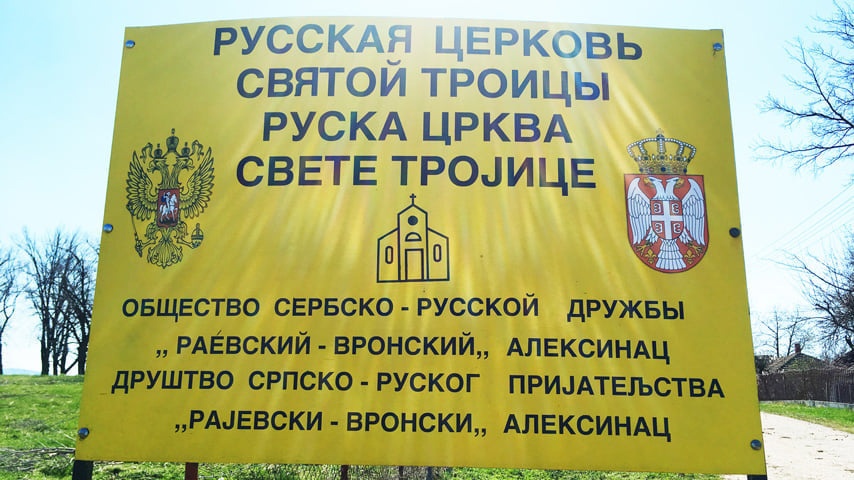 РУССКАЯ ЦЕРКОВЬ
СВЯТОЙ ТРОИЦЫ
РУСКА ЦРКВА
СВЕТЕ ТРОЈИЦЕ
ОБЩЕСТВО СЕРБСКО - РУССКОЙ ДРУЖБЫ
,, РАЕ́ВСКИЙ - ВРОНСКИЙ,, АЛЕКСИНАЦ
ДРУШТВО СРПСКО - РУСКОГ ПРИЈАТЕЉСТВА
,,РАЈЕВСКИ - ВРОНСКИ,, АЛЕКСИНАЦ